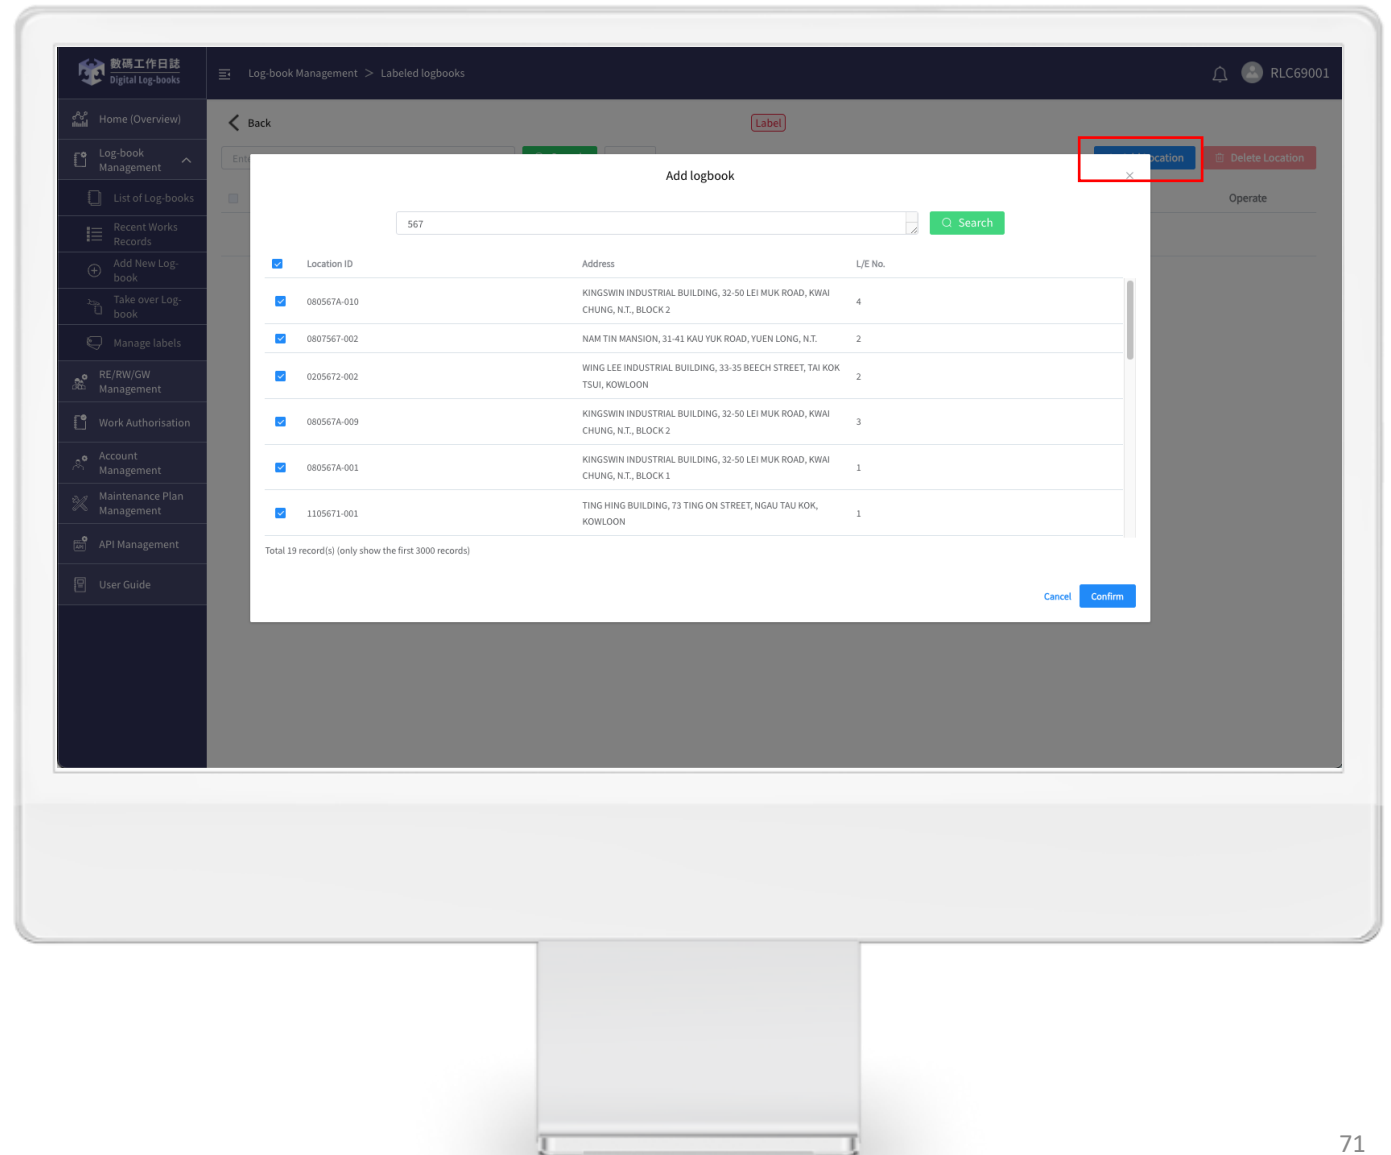 數碼工作日誌
Digital Log-books
Log-book Management > Labeled logbooks
RLC69001
Home (Overview)
Log-book
Management
List of Log-books
Recent Works
Records
Add New Log-
book
Take over Log-
book
Manage labels
RE/RW/GW
Management
Work Authorisation
Account
Management
Maintenance Plan
Management
API Management
User Guide
Back
Label
Delete Location
Operate
Add logbook
567
Search
Location ID Address L/E No.
080567A-010 KINGSWIN INDUSTRIAL BUILDING, 32-50 LEI MUK ROAD, KWAI 4
CHUNG, N.T., BLOCK 2
0807567-002 NAM TIN MANSION, 31-41 KAU YUK ROAD, YUEN LONG, N.T. 2
0205672-002 WING LEE INDUSTRIAL BUILDING, 33-35 BEECH STREET, TAI KOK 2
TSUI, KOWLOON
080567A-009 KINGSWIN INDUSTRIAL BUILDING, 32-50 LEI MUK ROAD, KWAI 3
CHUNG, N.T., BLOCK 2
080567A-001 KINGSWIN INDUSTRIAL BUILDING, 32-50 LEI MUK ROAD, KWAI 1
CHUNG, N.T., BLOCK 1
1105671-001 TING HING BUILDING, 73 TING ON STREET, NGAU TAU KOK, 1
KOWLOON
Total 19 record(s) (only show the first 3000 records)
Cancel Confirm
71